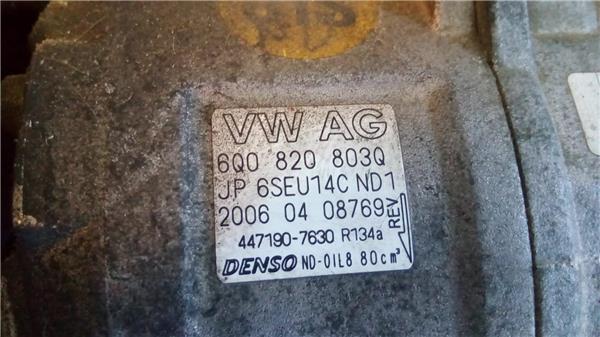 VW AG
6Q0 820 803Q
JP 6SEU14C ND1
2006 04 08769
REV
447190-7630 R134a
DENSO ND-OIL8 80cm³